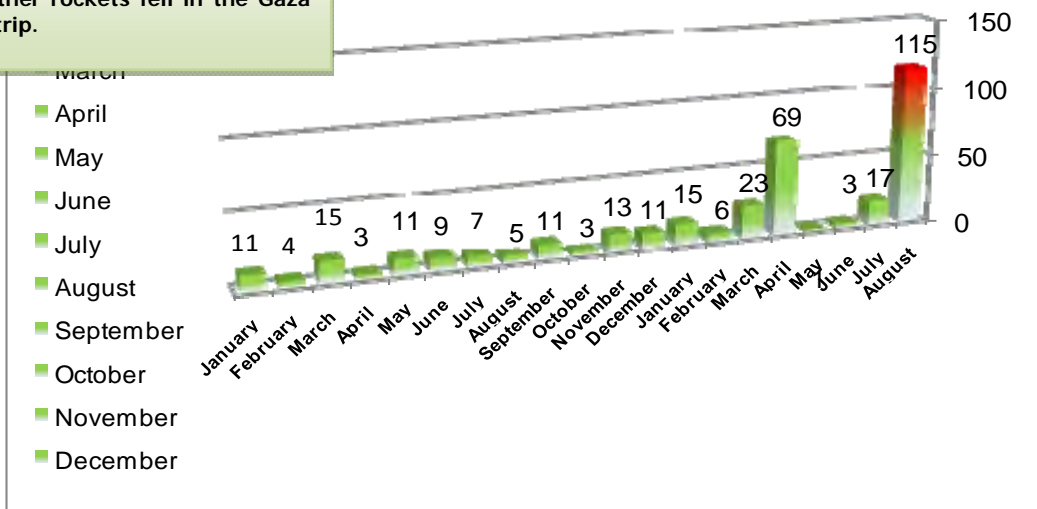 rockets fell in the Gaza
March
April
May
June
July
August
September
October
November
December
150
100
50
0
11
4
15
3
11
9
7
5
11
3
13
11
15
6
23
69
3
17
115
January
February
March
April
May
June
July
August
September
October
November
December
January
February
March
April
May
June
July
August